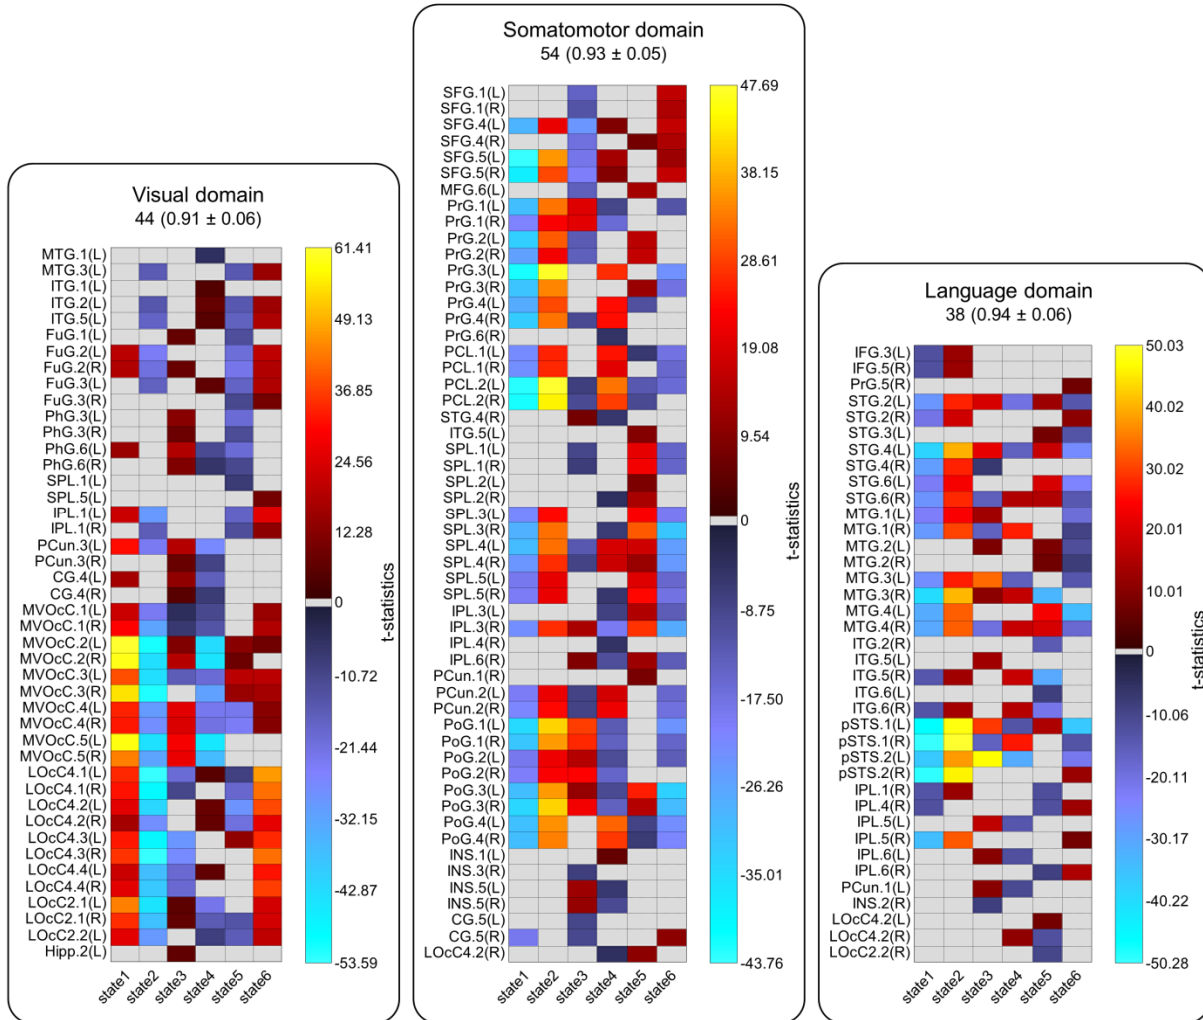 Visual domain
44 (0.91 ± 0.06)
MTG.1(L)
MTG.3(L)
ITG.1(L)
ITG.2(L)
ITG.5(L)
FuG.1(L)
FuG.2(L)
FuG.2(R)
FuG.3(L)
FuG.3(R)
PhG.3(L)
PhG.3(R)
PhG.6(L)
PhG.6(R)
SPL.1(L)
SPL.5(L)
IPL.1(L)
IPL.1(R)
PCun.3(L)
PCun.3(R)
CG.4(L)
CG.4(R)
MVOcC.1(L)
MVOcC.1(R)
MVOcC.2(L)
MVOcC.2(R)
MVOcC.3(L)
MVOcC.3(R)
MVOcC.4(L)
MVOcC.4(R)
MVOcC.5(L)
MVOcC.5(R)
LOcC4.1(L)
LOcC4.1(R)
LOcC4.2(L)
LOcC4.2(R)
LOcC4.3(L)
LOcC4.3(R)
LOcC4.4(L)
LOcC4.4(R)
LOcC2.1(L)
LOcC2.1(R)
LOcC2.2(L)
Hipp.2(L)
state1 state2 state3 state4 state5 state6
61.41
49.13
36.85
24.56
12.28
0
-10.72
-21.44
-32.15
-42.87
-53.59
t-statistics
Somatomotor domain
54 (0.93 ± 0.05)
SFG.1(L)
SFG.1(R)
SFG.4(L)
SFG.4(R)
SFG.5(L)
SFG.5(R)
MFG.6(L)
PrG.1(L)
PrG.1(R)
PrG.2(L)
PrG.2(R)
PrG.3(L)
PrG.3(R)
PrG.4(L)
PrG.4(R)
PrG.6(R)
PCL.1(L)
PCL.1(R)
PCL.2(L)
PCL.2(R)
STG.4(R)
ITG.5(L)
SPL.1(L)
SPL.1(R)
SPL.2(L)
SPL.2(R)
SPL.3(L)
SPL.3(R)
SPL.4(L)
SPL.4(R)
SPL.5(L)
SPL.5(R)
IPL.3(L)
IPL.3(R)
IPL.4(R)
IPL.6(R)
PCun.1(R)
PCun.2(L)
PCun.2(R)
PoG.1(L)
PoG.1(R)
PoG.2(L)
PoG.2(R)
PoG.3(L)
PoG.3(R)
PoG.4(L)
PoG.4(R)
INS.1(L)
INS.3(R)
INS.5(L)
INS.5(R)
CG.5(L)
CG.5(R)
LOcC4.2(R)
state1 state2 state3 state4 state5 state6
47.69
38.15
28.61
19.08
9.54
0
-8.75
-17.50
-26.26
-35.01
-43.76
t-statistics
Language domain
38 (0.94 ± 0.06)
IFG.3(L)
IFG.5(R)
PrG.5(R)
STG.2(L)
STG.2(R)
STG.3(L)
STG.4(L)
STG.4(R)
STG.6(L)
STG.6(R)
MTG.1(L)
MTG.1(R)
MTG.2(L)
MTG.2(R)
MTG.3(L)
MTG.3(R)
MTG.4(L)
MTG.4(R)
ITG.2(R)
ITG.5(L)
ITG.5(R)
ITG.6(L)
ITG.6(R)
pSTS.1(L)
pSTS.1(R)
pSTS.2(L)
pSTS.2(R)
IPL.1(R)
IPL.4(R)
IPL.5(L)
IPL.5(R)
IPL.6(L)
IPL.6(R)
PCun.1(L)
INS.2(R)
LOcC4.2(L)
LOcC4.2(R)
LOcC2.2(R)
state1 state2 state3 state4 state5 state6
50.03
40.02
30.02
20.01
10.01
0
-10.06
-20.11
-30.17
-40.22
-50.28
t-statistics